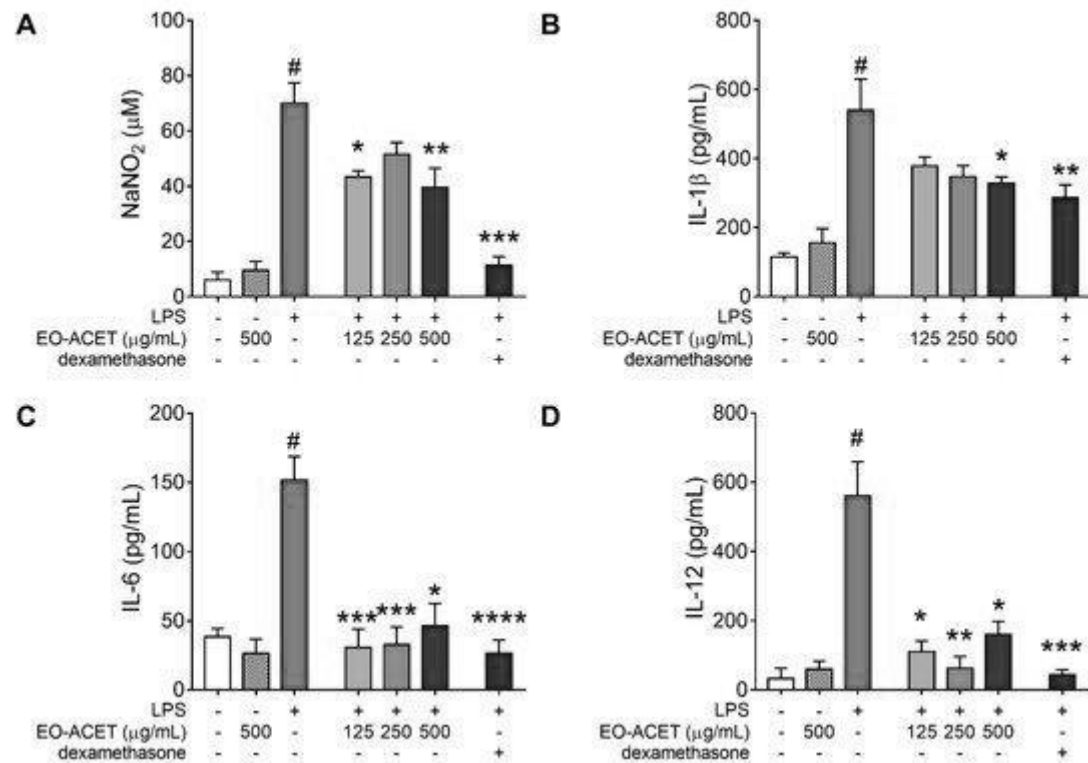 A
NaNO2 (μM)
100
80
60
40
20
0
#
*
**
***
LPS - - + + + + +
EO-ACET (μg/mL) - 500 - 125 250 500 -
dexamethasone - - - - - - +
B
IL-1β (pg/mL)
800
600
400
200
0
#
*
**
LPS - - + + + + +
EO-ACET (μg/mL) - 500 - 125 250 500 -
dexamethasone - - - - - - +
C
IL-6 (pg/mL)
200
150
100
50
0
#
***
***
*
****
LPS - - + + + + +
EO-ACET (μg/mL) - 500 - 125 250 500 -
dexamethasone - - - - - - +
D
IL-12 (pg/mL)
800
600
400
200
0
#
*
**
*
***
LPS - - + + + + +
EO-ACET (μg/mL) - 500 - 125 250 500 -
dexamethasone - - - - - - +